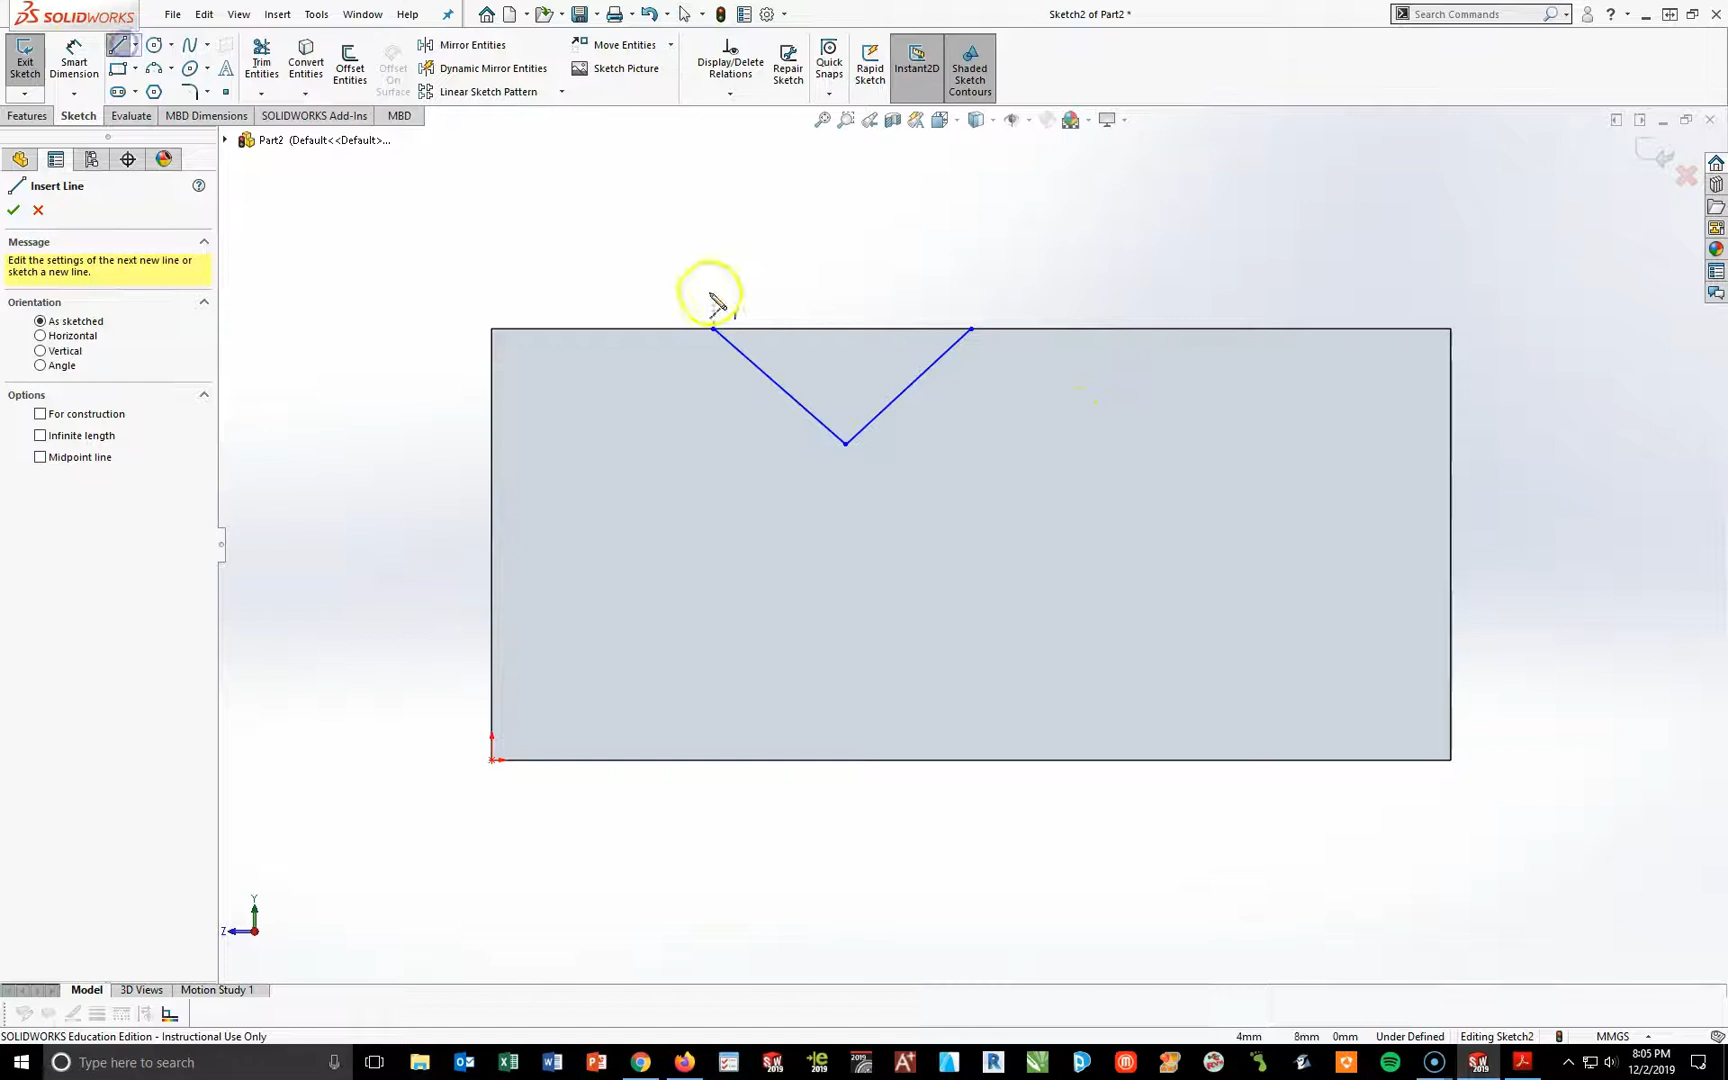 SOLIDWORKS File Edit View Insert Tools Window Help Sketch2 of Part2 * Search Commands ?
Exit Sketch
Smart Dimension
Trim Entities
Convert Entities
Offset Entities
Offset On Surface
Mirror Entities
Dynamic Mirror Entities
Linear Sketch Pattern
Move Entities
Sketch Picture
Display/Delete Relations
Repair Sketch
Quick Snaps
Rapid Sketch
Instant2D
Shaded Sketch Contours
Features Sketch Evaluate MBD Dimensions SOLIDWORKS Add-Ins MBD
Part2 (Default<<Default>...
Insert Line
Message
Edit the settings of the next new line or
sketch a new line.
Orientation
As sketched
Horizontal
Vertical
Angle
Options
For construction
Infinite length
Midpoint line
Y
Z
Model 3D Views Motion Study 1
SOLIDWORKS Education Edition - Instructional Use Only 4mm 8mm 0mm Under Defined Editing Sketch2 MMGS
Type here to search
8:05 PM
12/2/2019